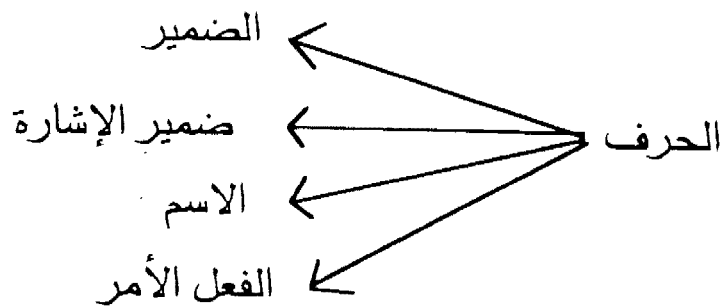 الضمير
ضمير الإشارة
الحرف
الاسم
الفعل الأمر